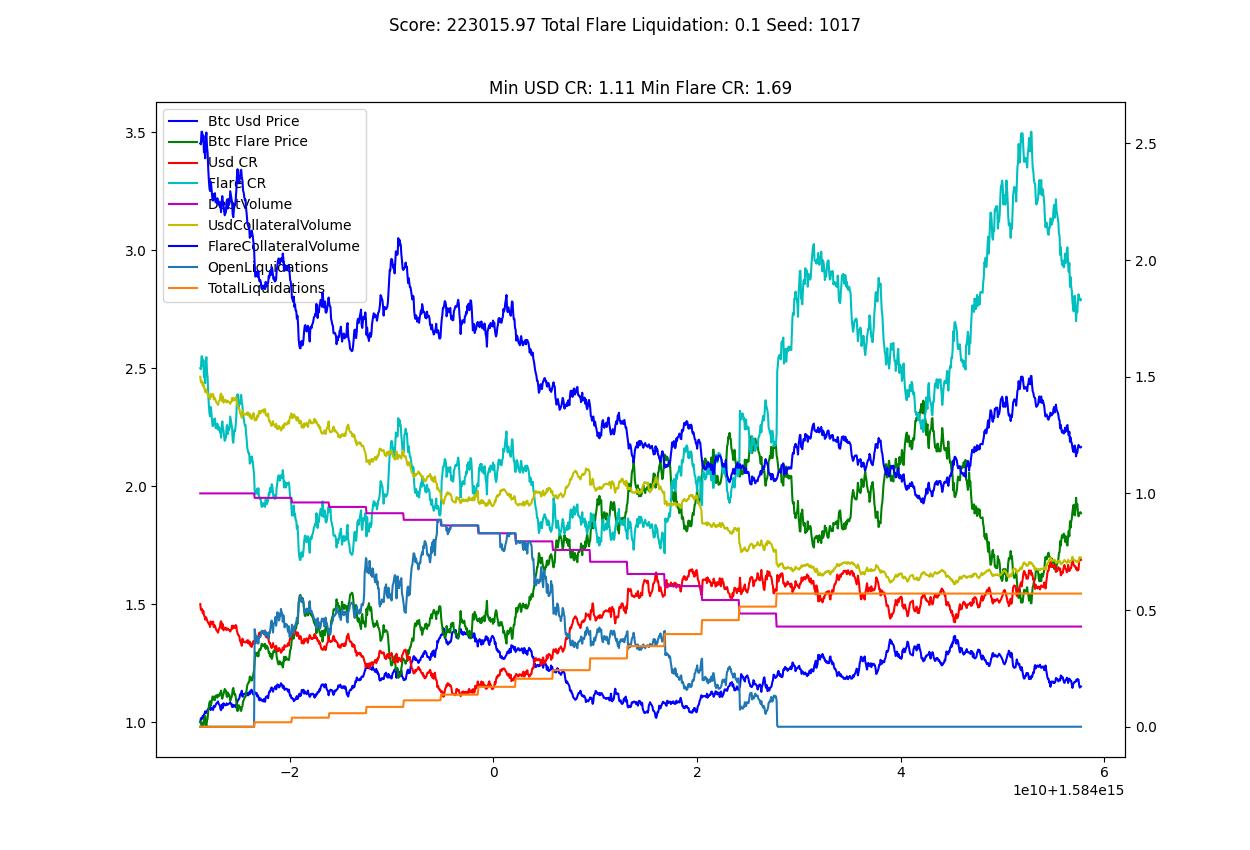 Score: 223015.97 Total Flare Liquidation: 0.1 Seed: 1017
Min USD CR: 1.11 Min Flare CR: 1.69
Btc Usd Price
Btc Flare Price
Usd CR
Flare CR
DebtVolume
UsdCollateralVolume
FlareCollateralVolume
OpenLiquidations
TotalLiquidations
3.5
3.0
2.5
2.0
1.5
1.0
2.5
2.0
1.5
1.0
0.5
0.0
−2 0 2 4 6
1e10+1.584e15